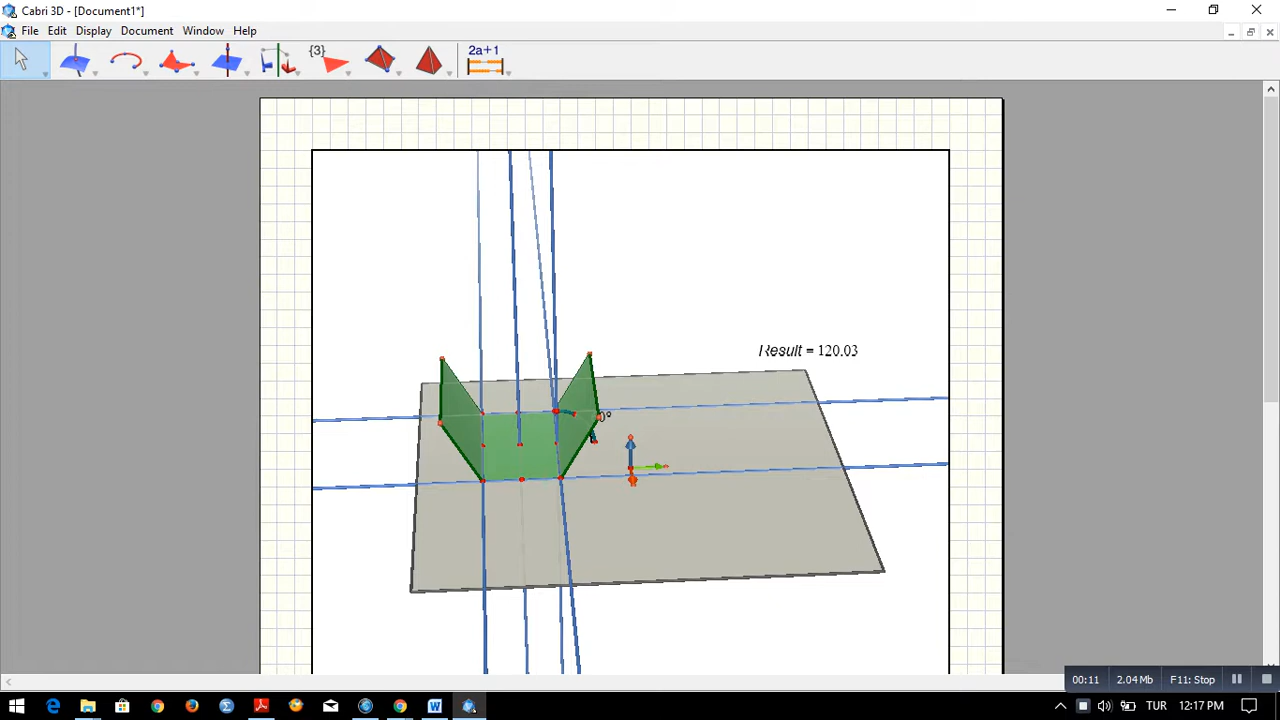 Cabri 3D - [Document1*]
File Edit Display Document Window Help
{3} 2a+1
Result = 120.03
0°
00:11 2.04 Mb F11: Stop
TUR 12:17 PM